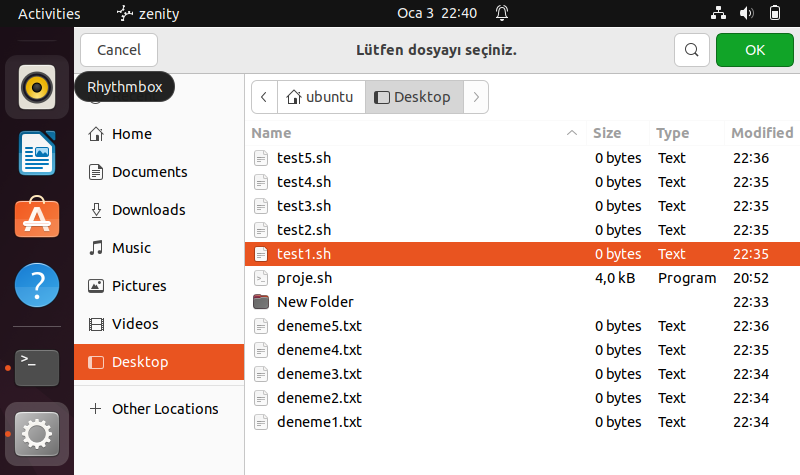 Activities zenity Oca 3 22:40
Cancel Lütfen dosyayı seçiniz. OK
Rhythmbox
Home
Documents
Downloads
Music
Pictures
Videos
Desktop
Other Locations
ubuntu Desktop
Name Size Type Modified
test5.sh 0 bytes Text 22:36
test4.sh 0 bytes Text 22:35
test3.sh 0 bytes Text 22:35
test2.sh 0 bytes Text 22:35
test1.sh 0 bytes Text 22:35
proje.sh 4,0 kB Program 20:52
New Folder 22:33
deneme5.txt 0 bytes Text 22:36
deneme4.txt 0 bytes Text 22:35
deneme3.txt 0 bytes Text 22:34
deneme2.txt 0 bytes Text 22:34
deneme1.txt 0 bytes Text 22:34